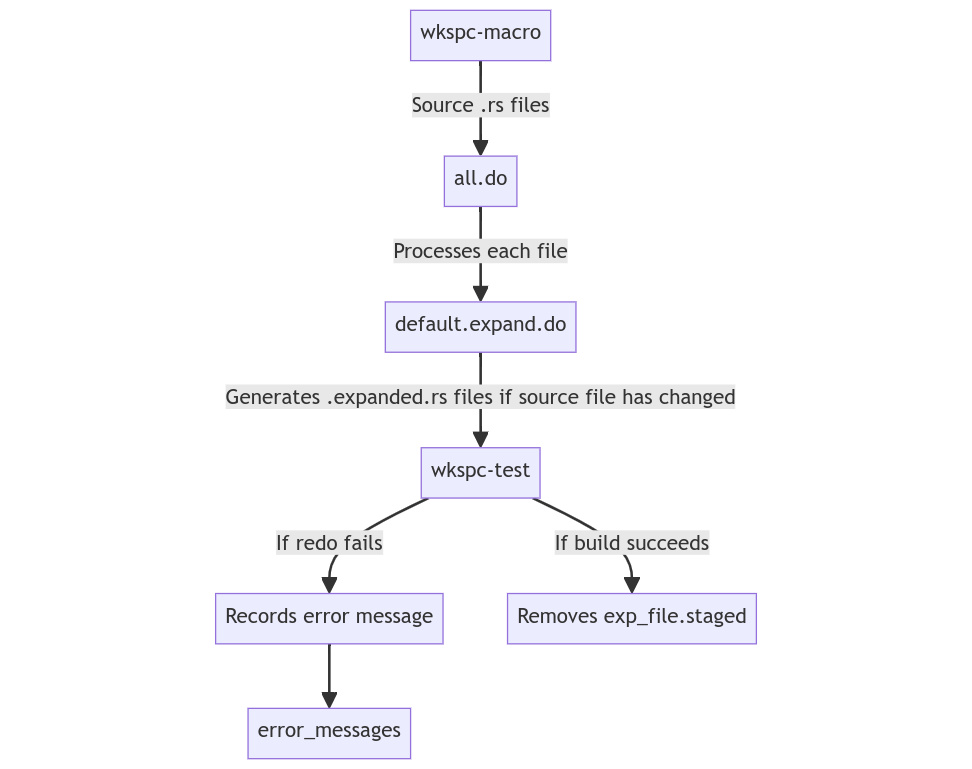 wkspc-macro
Source .rs files
all.do
Processes each file
default.expand.do
Generates .expanded.rs files if source file has changed
wkspc-test
If redo fails
If build succeeds
Records error message
Removes exp_file.staged
error_messages